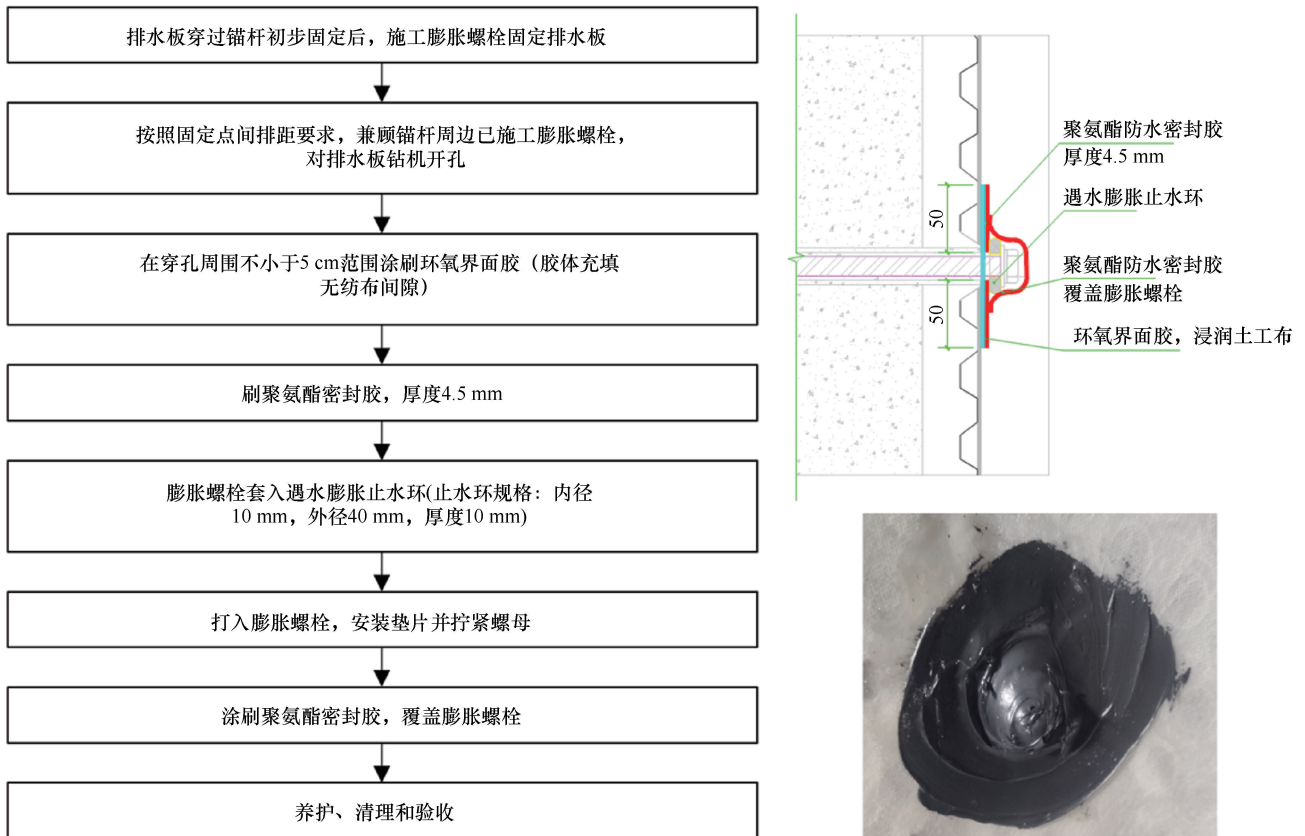 排水板穿过锚杆初步固定后，施工膨胀螺栓固定排水板
按照固定点间排距要求，兼顾锚杆周边已施工膨胀螺栓，
对排水板钻机开孔
在穿孔周围不小于5 cm范围涂刷环氧界面胶（胶体充填
无纺布间隙）
刷聚氨酯密封胶，厚度4.5 mm
膨胀螺栓套入遇水膨胀止水环(止水环规格：内径
10 mm，外径40 mm，厚度10 mm)
打入膨胀螺栓，安装垫片并拧紧螺母
涂刷聚氨酯密封胶，覆盖膨胀螺栓
养护、清理和验收
聚氨酯防水密封胶
厚度4.5 mm
遇水膨胀止水环
聚氨酯防水密封胶
覆盖膨胀螺栓
环氧界面胶，浸润土工布
50
50